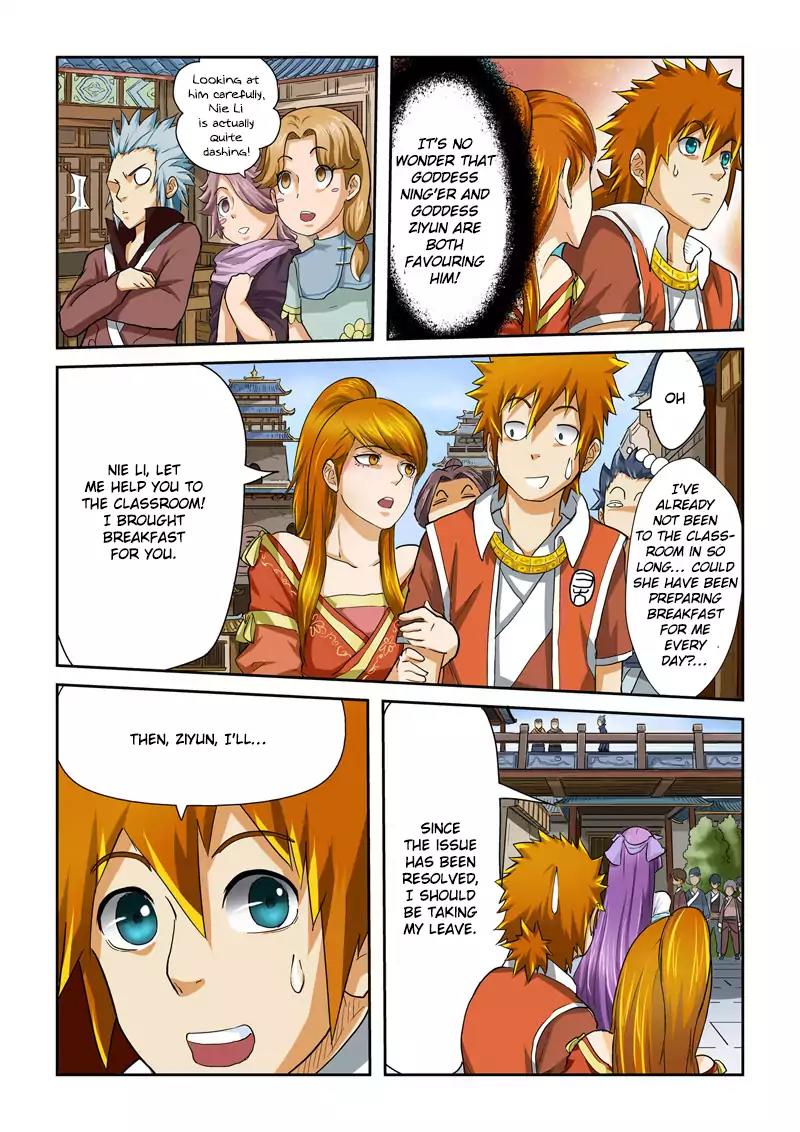 Looking at
him carefully,
Nie Li
is actually
quite
dashing!
IT'S NO
WONDER THAT
GODDESS
NING'ER AND
GODDESS
ZIYUN ARE
BOTH
FAVOURING
HIM!
NIE LI, LET
ME HELP YOU TO
THE CLASSROOM!
I BROUGHT
BREAKFAST
FOR YOU.
OH
I'VE
ALREADY
NOT BEEN
TO THE CLASS-
ROOM IN SO
LONG... COULD
SHE HAVE BEEN
PREPARING
BREAKFAST
FOR ME
EVERY
DAY?...
THEN, ZIYUN, I'LL...
SINCE
THE ISSUE
HAS BEEN
RESOLVED,
I SHOULD
BE TAKING
MY LEAVE.